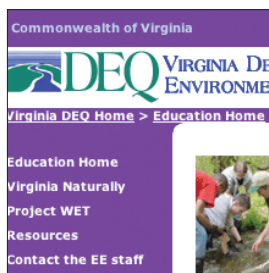 Commonwealth of Virginia
DEQ
VIRGINIA DE
ENVIRONME
Virginia DEQ Home > Education Home
Education Home
Virginia Naturally
Project WET
Resources
Contact the EE staff